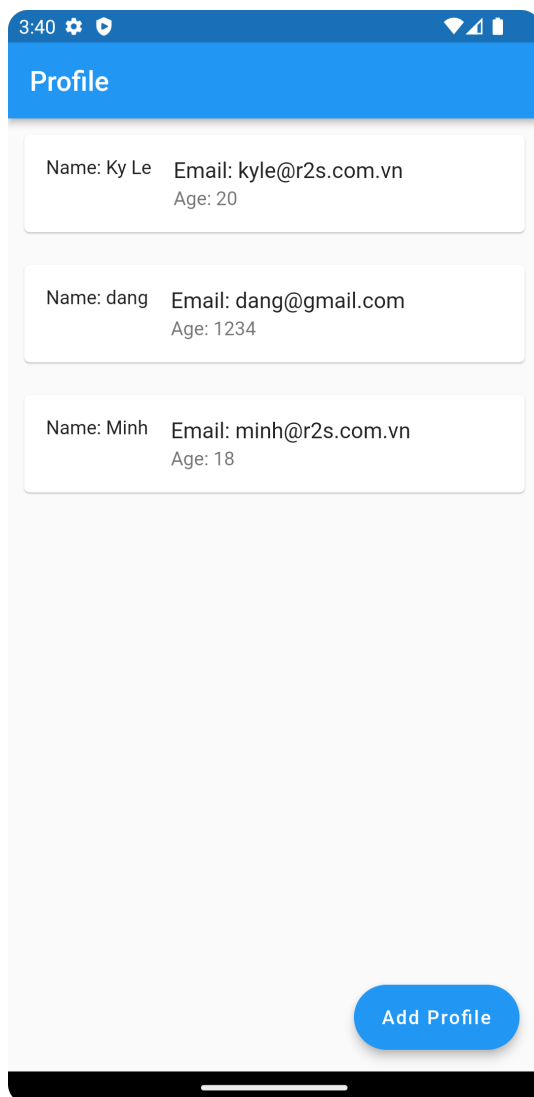 3:40
Profile
Name: Ky Le Email: kyle@r2s.com.vn
Age: 20
Name: dang Email: dang@gmail.com
Age: 1234
Name: Minh Email: minh@r2s.com.vn
Age: 18
Add Profile